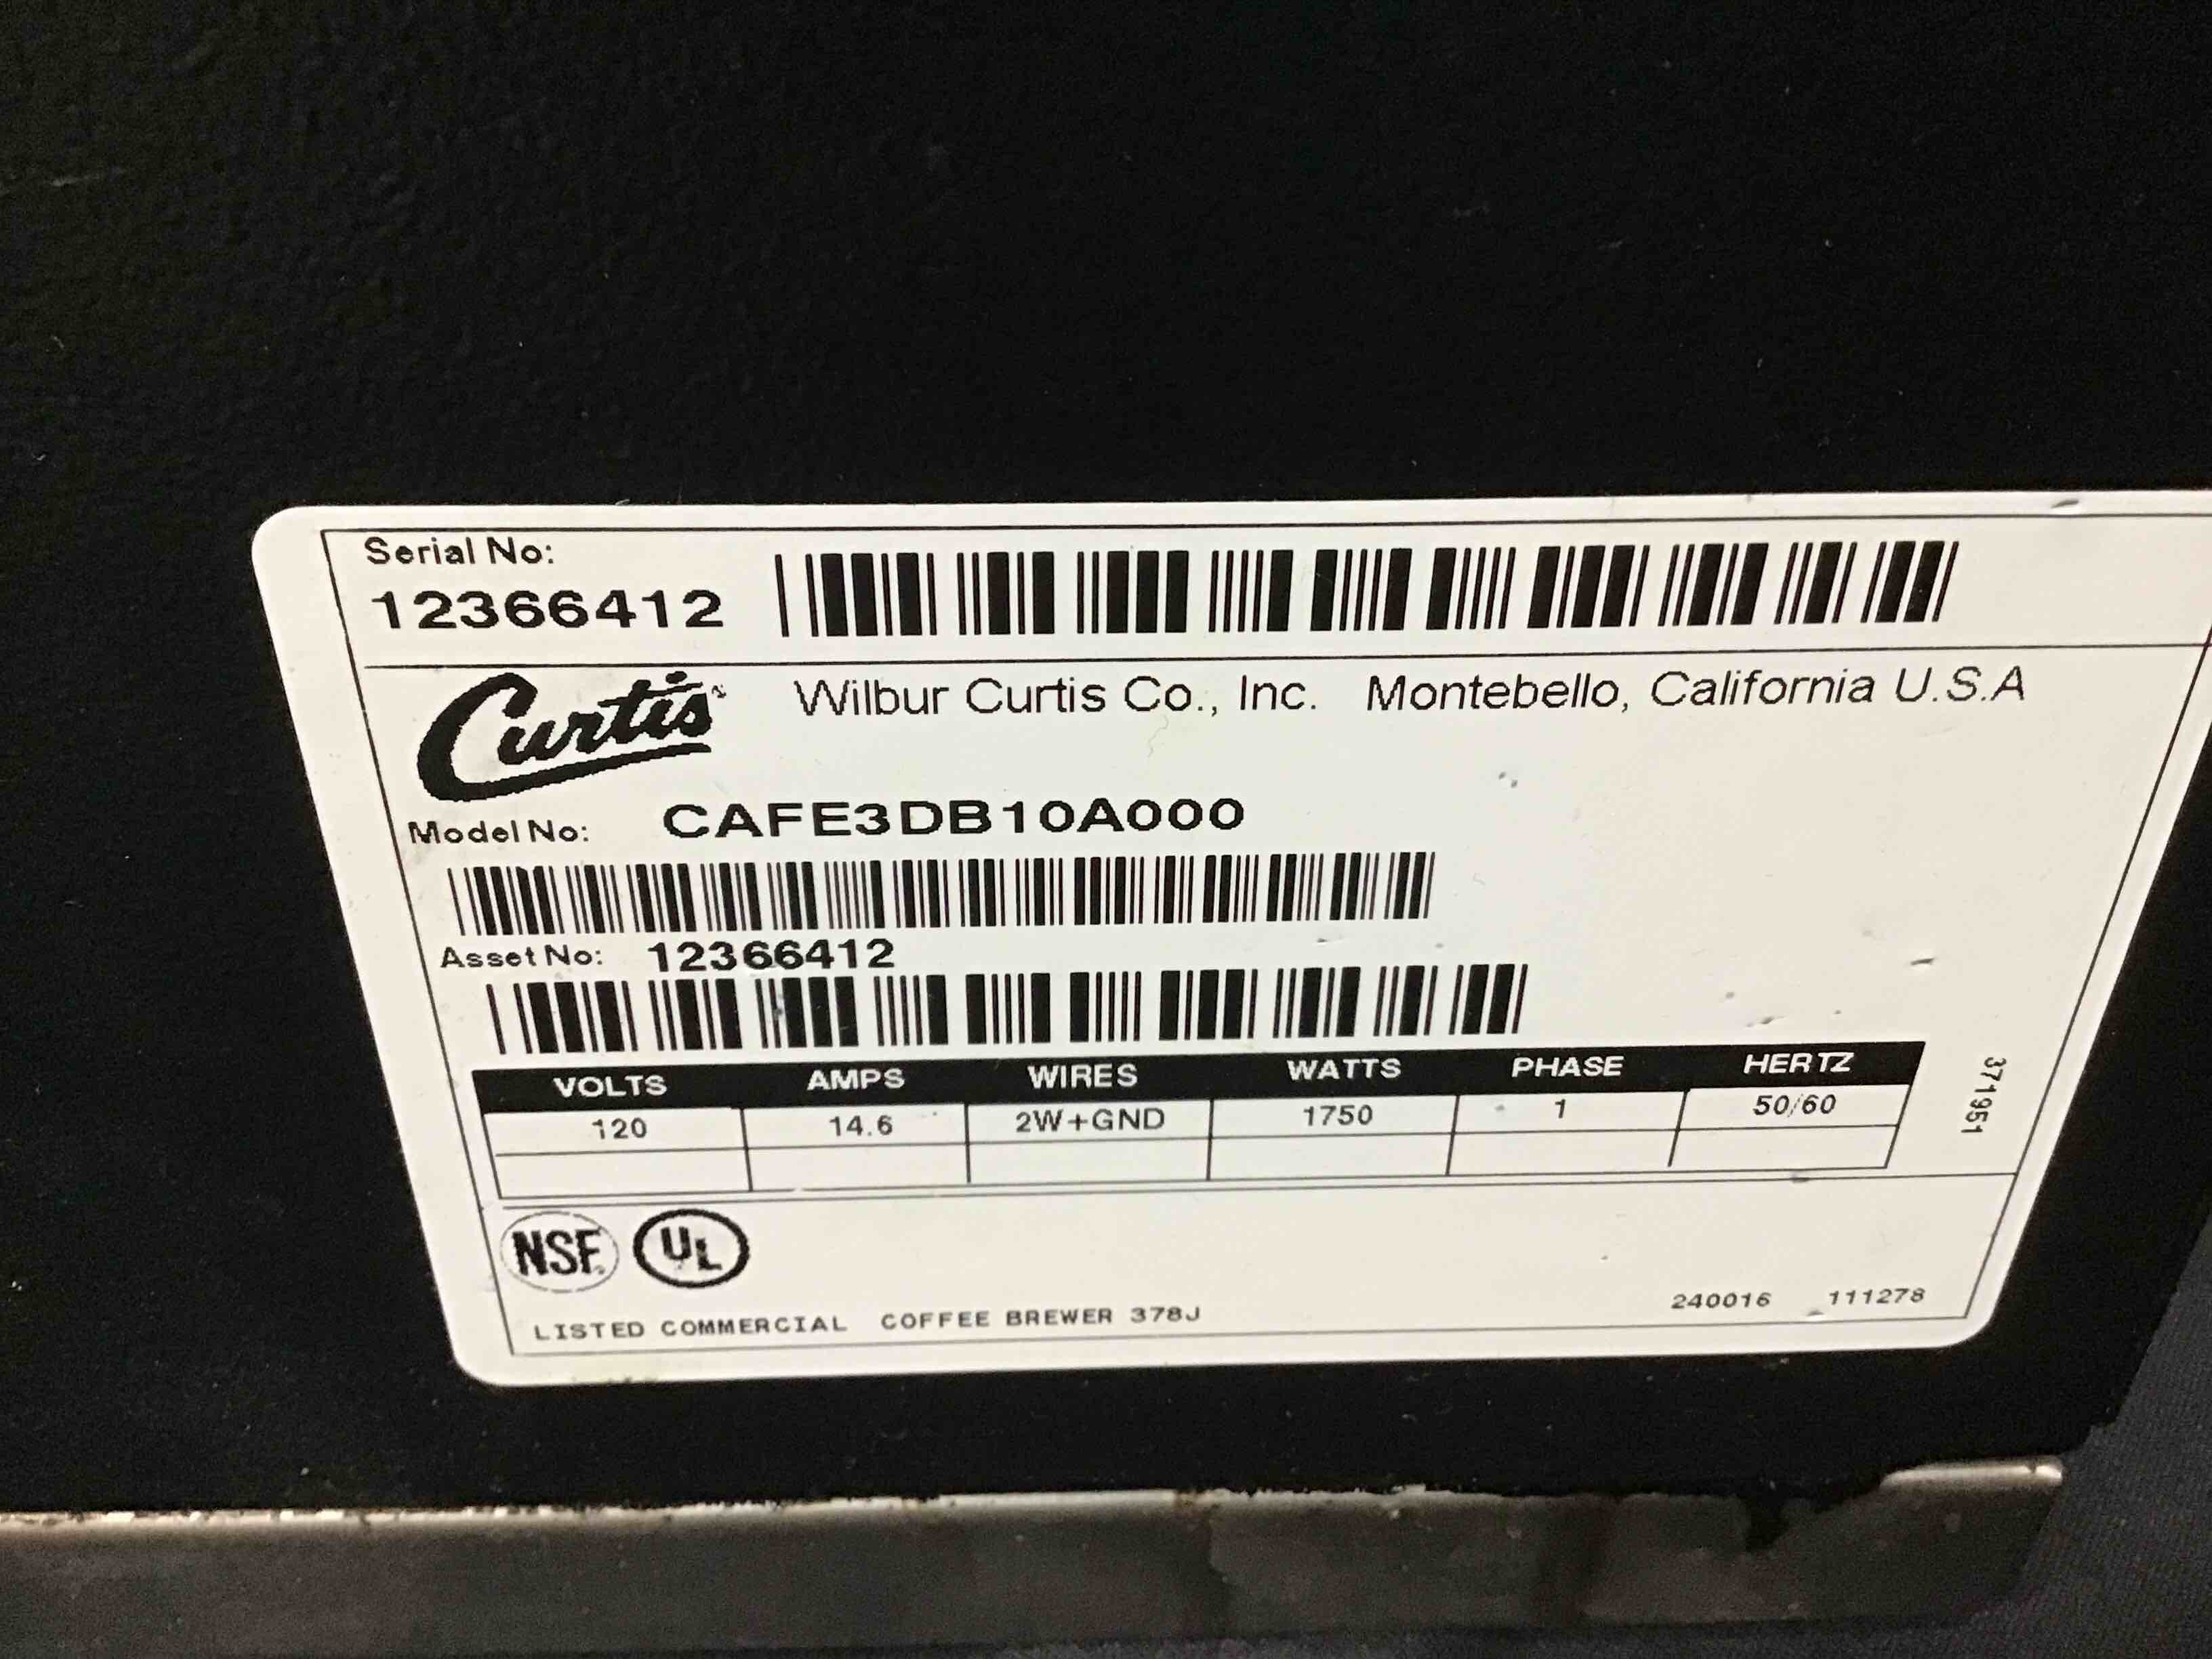 Serial No:
12366412
Curtis Wilbur Curtis Co., Inc. Montebello, California U.S.A
Model No: CAFE3DB10A000
Asset No: 12366412
VOLTS AMPS WIRES WATTS PHASE HERTZ
120 14.6 2W+GND 1750 1 50/60
371951
NSF. UL
240016 111278
LISTED COMMERCIAL COFFEE BREWER 378J